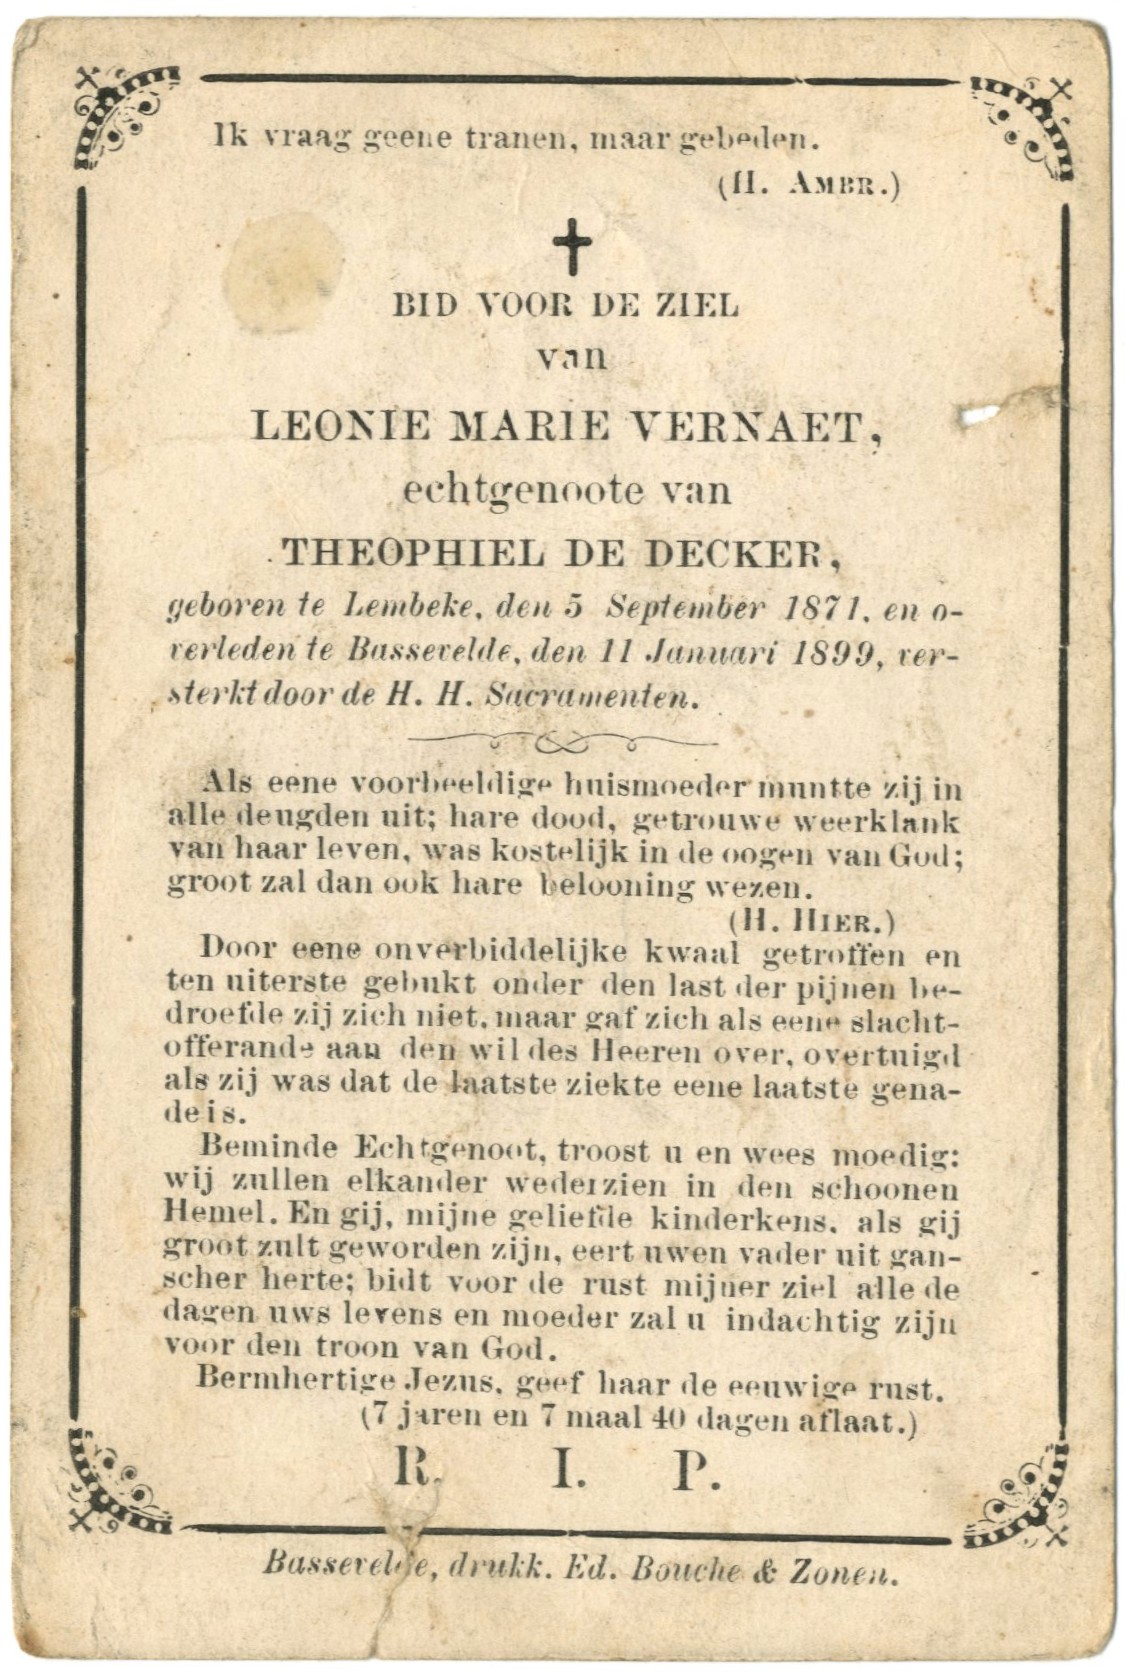 Ik vraag geene tranen, maar gebeden.
(H. AMBR.)
BID VOOR DE ZIEL
van
LEONIE MARIE VERNAET,
echtgenoote van
THEOPHIEL DE DECKER,
geboren te Lembeke, den 5 September 1871, en o-
verleden te Bassevelde, den 11 Januari 1899, ver-
sterkt door de H. H. Sacramenten.
Als eene voorbeeldige huismoeder muntte zij in
alle deugden uit; hare dood, getrouwe weerklank
van haar leven, was kostelijk in de oogen van God;
groot zal dan ook hare belooning wezen.
(H. HIER.)
Door eene onverbiddelijke kwaal getroffen en
ten uiterste gebukt onder den last der pijnen be-
droefde zij zich niet, maar gaf zich als eene slacht-
offerande aan den wil des Heeren over, overtuigd
als zij was dat de laatste ziekte eene laatste gena-
de is.
Beminde Echtgenoot, troost u en wees moedig:
wij zullen elkander wederzien in den schoonen
Hemel. En gij, mijne geliefde kinderkens, als gij
groot zult geworden zijn, eert uwen vader uit gan-
scher herte; bidt voor de rust mijner ziel alle de
dagen uws levens en moeder zal u indachtig zijn
voor den troon van God.
Bermhertige Jezus, geef haar de eeuwige rust.
(7 jaren en 7 maal 40 dagen aflaat.)
R. I. P.
Bassevelde, drukk. Ed. Bouche & Zonen.